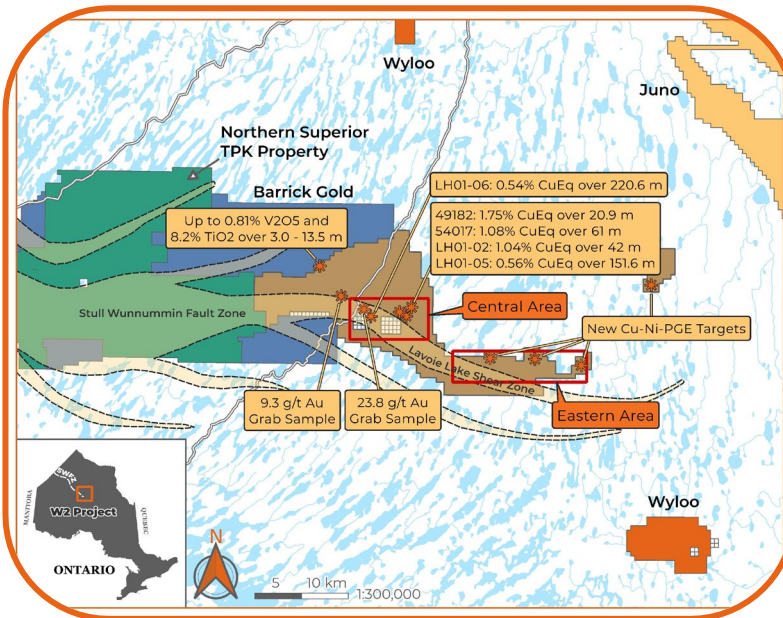 Wyloo
Juno
Northern Superior
TPK Property
Barrick Gold
LH01-06: 0.54% CuEq over 220.6 m
Up to 0.81% V2O5 and
8.2% TiO2 over 3.0 - 13.5 m
49182: 1.75% CuEq over 20.9 m
54017: 1.08% CuEq over 61 m
LH01-02: 1.04% CuEq over 42 m
LH01-05: 0.56% CuEq over 151.6 m
Stull Wunnummin Fault Zone
Central Area
New Cu-Ni-PGE Targets
Lavoie Lake Shear Zone
9.3 g/t Au
Grab Sample
23.8 g/t Au
Grab Sample
Eastern Area
SWFZ
MANITOBA
W2 Project
QUEBEC
ONTARIO
N
5 10 km
1:300,000
Wyloo